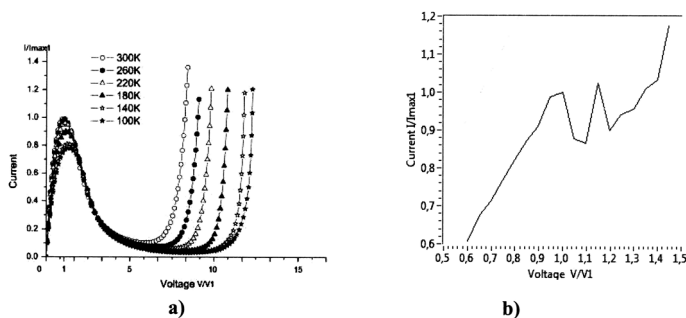 I/Imax1
1.4
1.2
1.0
0.8
0.6
0.4
0.2
0.0
Current
300K
260K
220K
180K
140K
100K
0 1 5 10 15
Voltage V/V1
a)
1,2
1,1
1,0
0,9
0,8
0,7
0,6
Current I/Imax1
0,5 0,6 0,7 0,8 0,9 1,0 1,1 1,2 1,3 1,4 1,5
Voltage V/V1
b)